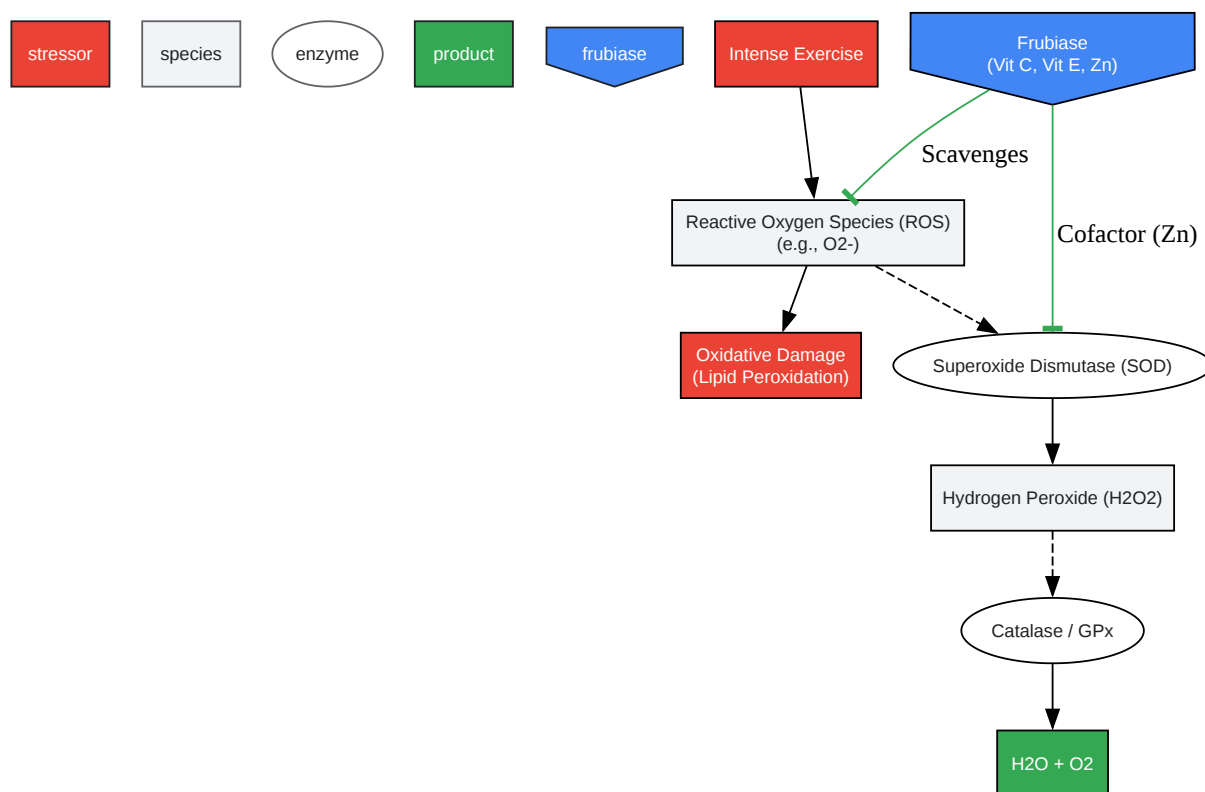 stressor
species
enzyme
product
frubiase
Intense Exercise
Frubiase
(Vit C, Vit E, Zn)
Scavenges
Reactive Oxygen Species (ROS)
(e.g., O2-)
Cofactor (Zn)
Oxidative Damage
(Lipid Peroxidation)
Superoxide Dismutase (SOD)
Hydrogen Peroxide (H2O2)
Catalase / GPx
H2O + O2